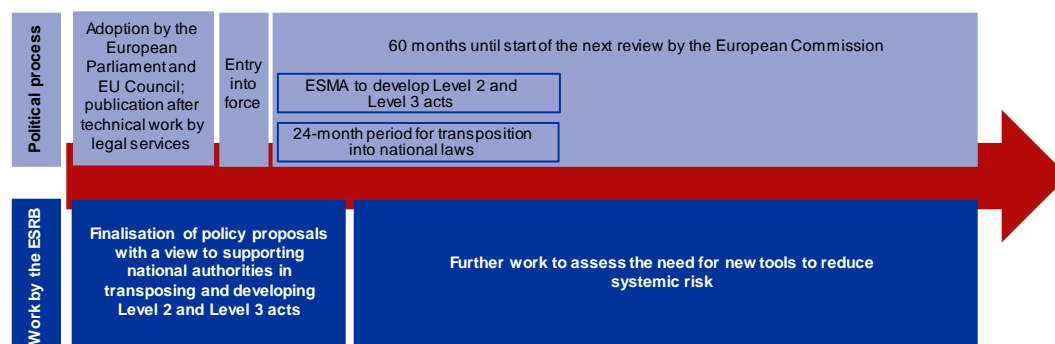 Political process
Adoption by the
European
Parliament and
EU Council;
publication after
technical work by
legal services
Entry
into
force
60 months until start of the next review by the European Commission
ESMA to develop Level 2 and
Level 3 acts
24-month period for transposition
into national laws
Work by the ESRB
Finalisation of policy proposals
with a view to supporting
national authorities in
transposing and developing
Level 2 and Level 3 acts
Further work to assess the need for new tools to reduce
systemic risk